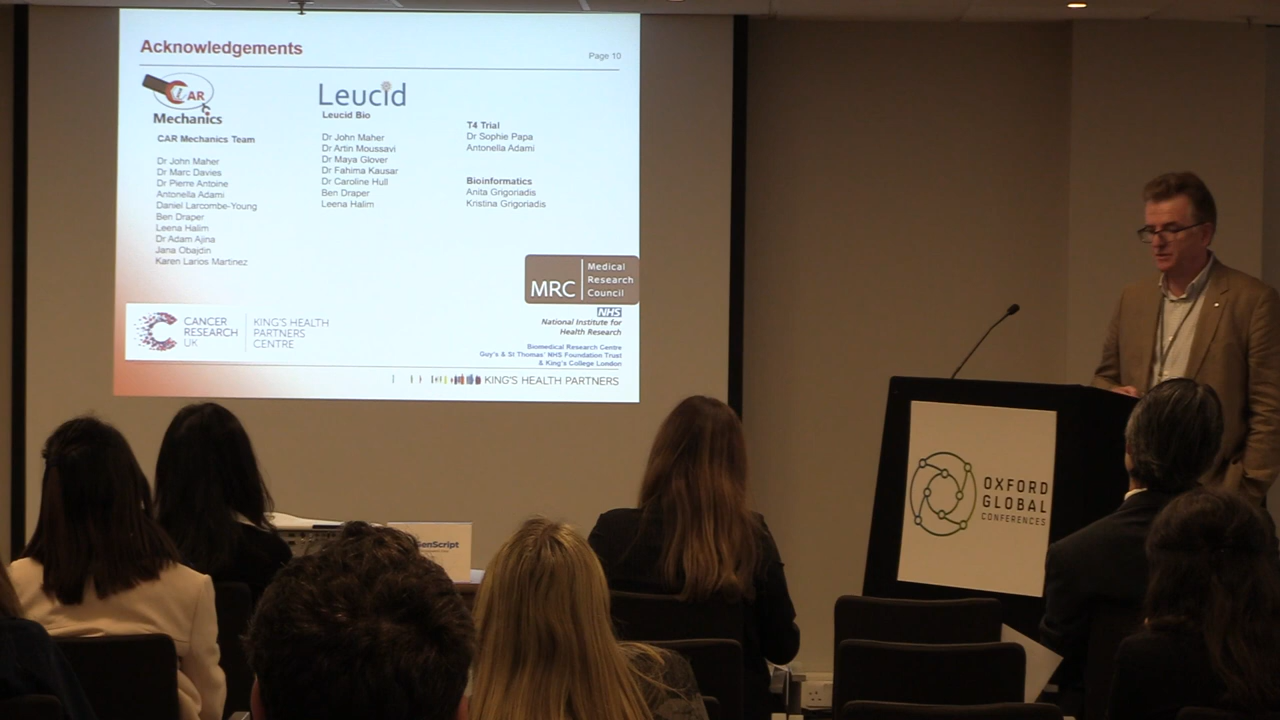 Acknowledgements
Page 10
CAR
Mechanics
CAR Mechanics Team
Dr John Maher
Dr Marc Davies
Dr Pierre Antoine
Antonella Adami
Daniel Larcombe-Young
Ben Draper
Leena Halim
Dr Adam Ajina
Jana Obajdin
Karen Larios Martinez
Leucid
Leucid Bio
Dr John Maher
Dr Artin Moussavi
Dr Maya Glover
Dr Fahima Kausar
Dr Caroline Hull
Ben Draper
Leena Halim
T4 Trial
Dr Sophie Papa
Antonella Adami
Bioinformatics
Anita Grigoriadis
Kristina Grigoriadis
MRC
Medical
Research
Council
NHS
National Institute for
Health Research
Biomedical Research Centre
Guy's & St Thomas' NHS Foundation Trust
& King's College London
CANCER
RESEARCH
UK
KING'S HEALTH
PARTNERS
CENTRE
KING'S HEALTH PARTNERS
GenScript
OXFORD
GLOBAL
CONFERENCES